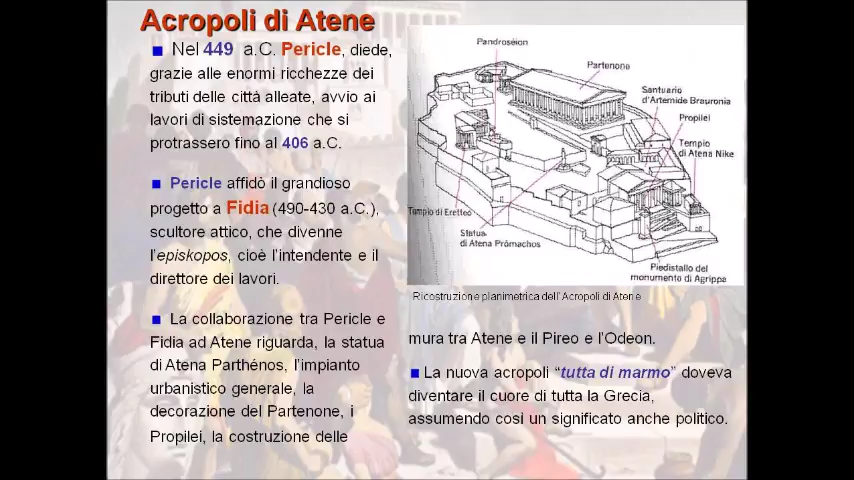 Acropoli di Atene
Nel 449 a.C. Pericle, diede,
grazie alle enormi ricchezze dei
tributi delle città alleate, avvio ai
lavori di sistemazione che si
protrassero fino al 406 a.C.
Pericle affidò il grandioso
progetto a Fidia (490-430 a.C.),
scultore attico, che divenne
l'episkopos, cioè l'intendente e il
direttore dei lavori.
La collaborazione tra Pericle e
Fidia ad Atene riguarda, la statua
di Atena Parthénos, l'impianto
urbanistico generale, la
decorazione del Partenone, i
Propilei, la costruzione delle
Pandroséion
Partenone
Santuario
d'Artemide Brauronia
Propilei
Tempio
di Atena Nike
Tempio di Eretteo
Statua
di Atena Prômachos
Piedistallo del
monumento di Agrippa
Ricostruzione planimetrica dell'Acropoli di Atene
mura tra Atene e il Pireo e l'Odeon.
La nuova acropoli “tutta di marmo” doveva
diventare il cuore di tutta la Grecia,
assumendo così un significato anche politico.